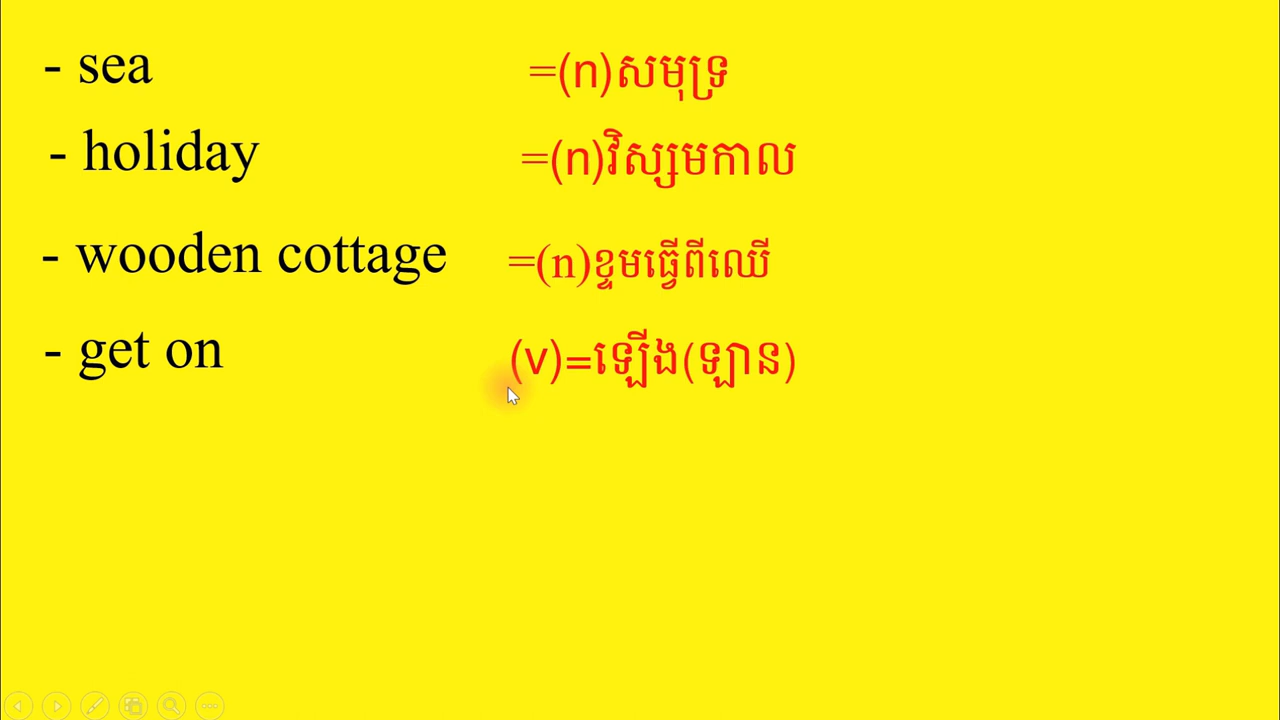 - sea =(n)សមុទ្រ
- holiday =(n)វិស្សមកាល
- wooden cottage =(n)ខ្ទមធ្វើពីឈើ
- get on (v)=ឡើង(ឡាន)